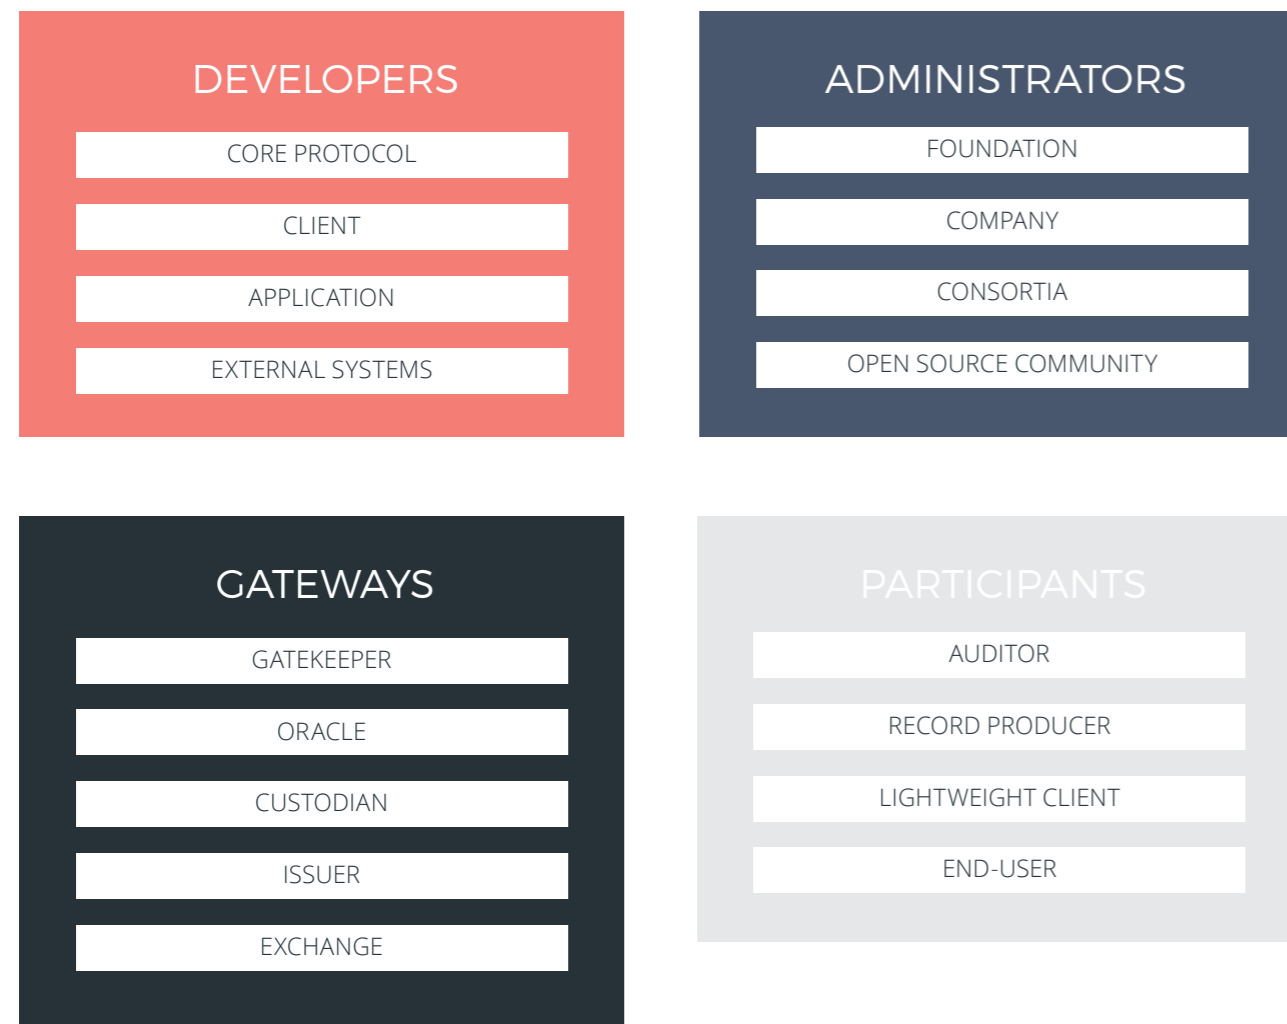 DEVELOPERS
CORE PROTOCOL
CLIENT
APPLICATION
EXTERNAL SYSTEMS
ADMINISTRATORS
FOUNDATION
COMPANY
CONSORTIA
OPEN SOURCE COMMUNITY
GATEWAYS
GATEKEEPER
ORACLE
CUSTODIAN
ISSUER
EXCHANGE
PARTICIPANTS
AUDITOR
RECORD PRODUCER
LIGHTWEIGHT CLIENT
END-USER